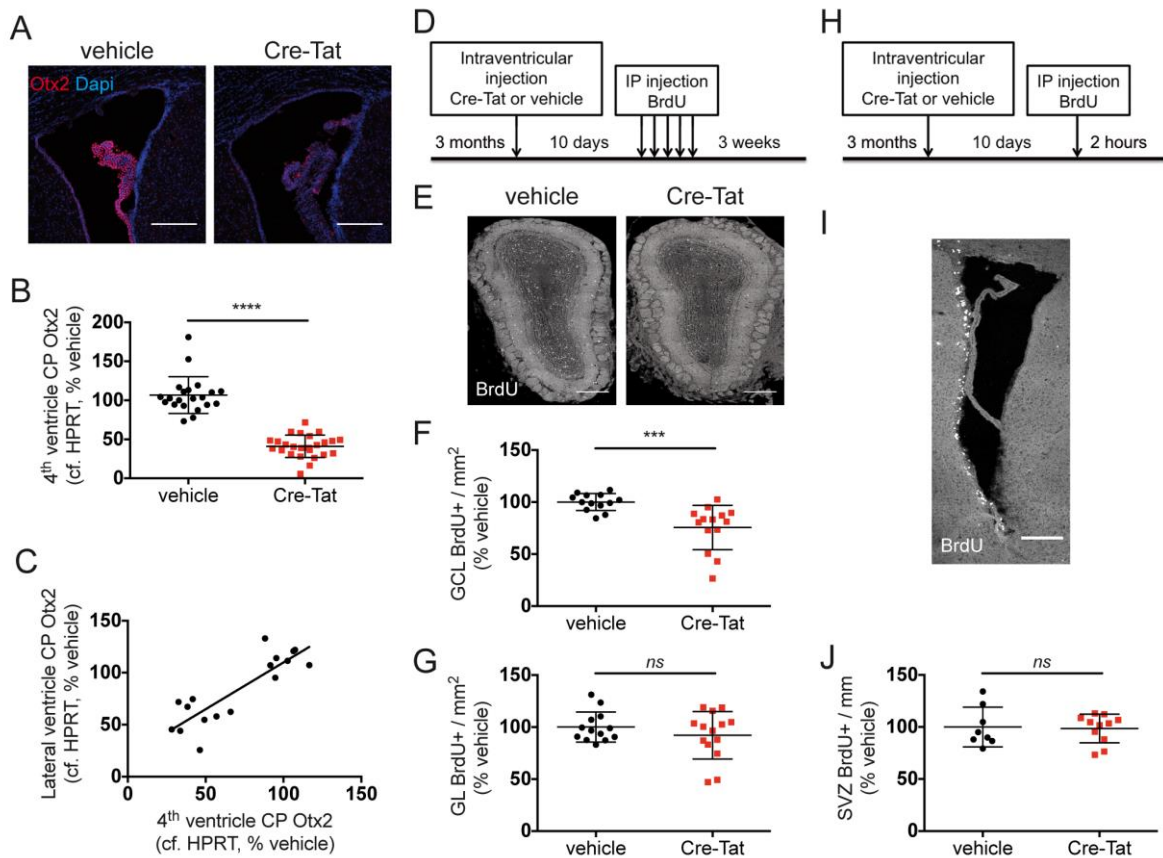 A
vehicle
Cre-Tat
Otx2 Dapi
B
****
4th ventricle CP Otx2
(cf. HPRT, % vehicle)
200
150
100
50
0
vehicle
Cre-Tat
C
Lateral ventricle CP Otx2
(cf. HPRT, % vehicle)
150
100
50
0
0
50
100
150
4th ventricle CP Otx2
(cf. HPRT, % vehicle)
D
Intraventricular
injection
Cre-Tat or vehicle
IP injection
BrdU
3 months
10 days
3 weeks
E
vehicle
Cre-Tat
BrdU
F
***
GCL BrdU+ / mm2
(% vehicle)
150
100
50
0
vehicle
Cre-Tat
G
ns
GL BrdU+ / mm2
(% vehicle)
150
100
50
0
vehicle
Cre-Tat
H
Intraventricular
injection
Cre-Tat or vehicle
IP injection
BrdU
3 months
10 days
2 hours
I
BrdU
J
ns
SVZ BrdU+ / mm
(% vehicle)
150
100
50
0
vehicle
Cre-Tat